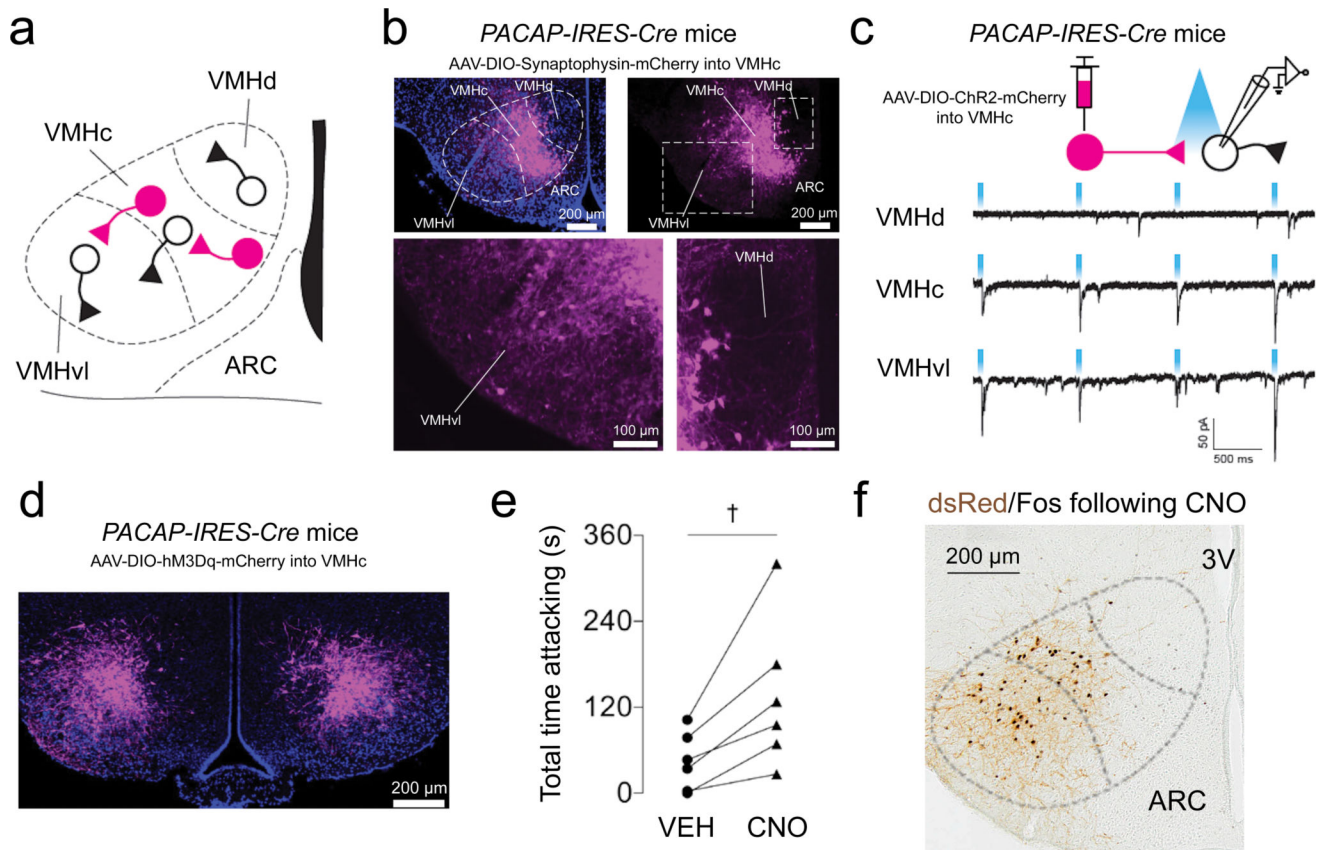 a
VMHd
VMHc
VMHvl
ARC
b
PACAP-IRES-Cre mice
AAV-DIO-Synaptophysin-mCherry into VMHc
VMHc
VMHd
ARC
VMHvl
200 µm
VMHc
VMHd
ARC
VMHvl
200 µm
VMHvl
100 µm
VMHd
100 µm
c
PACAP-IRES-Cre mice
AAV-DIO-ChR2-mCherry
into VMHc
VMHd
VMHc
VMHvl
50 pA
500 ms
d
PACAP-IRES-Cre mice
AAV-DIO-hM3Dq-mCherry into VMHc
200 µm
e
Total time attacking (s)
†
360
240
120
0
VEH
CNO
f
dsRed/Fos following CNO
200 µm
3V
ARC